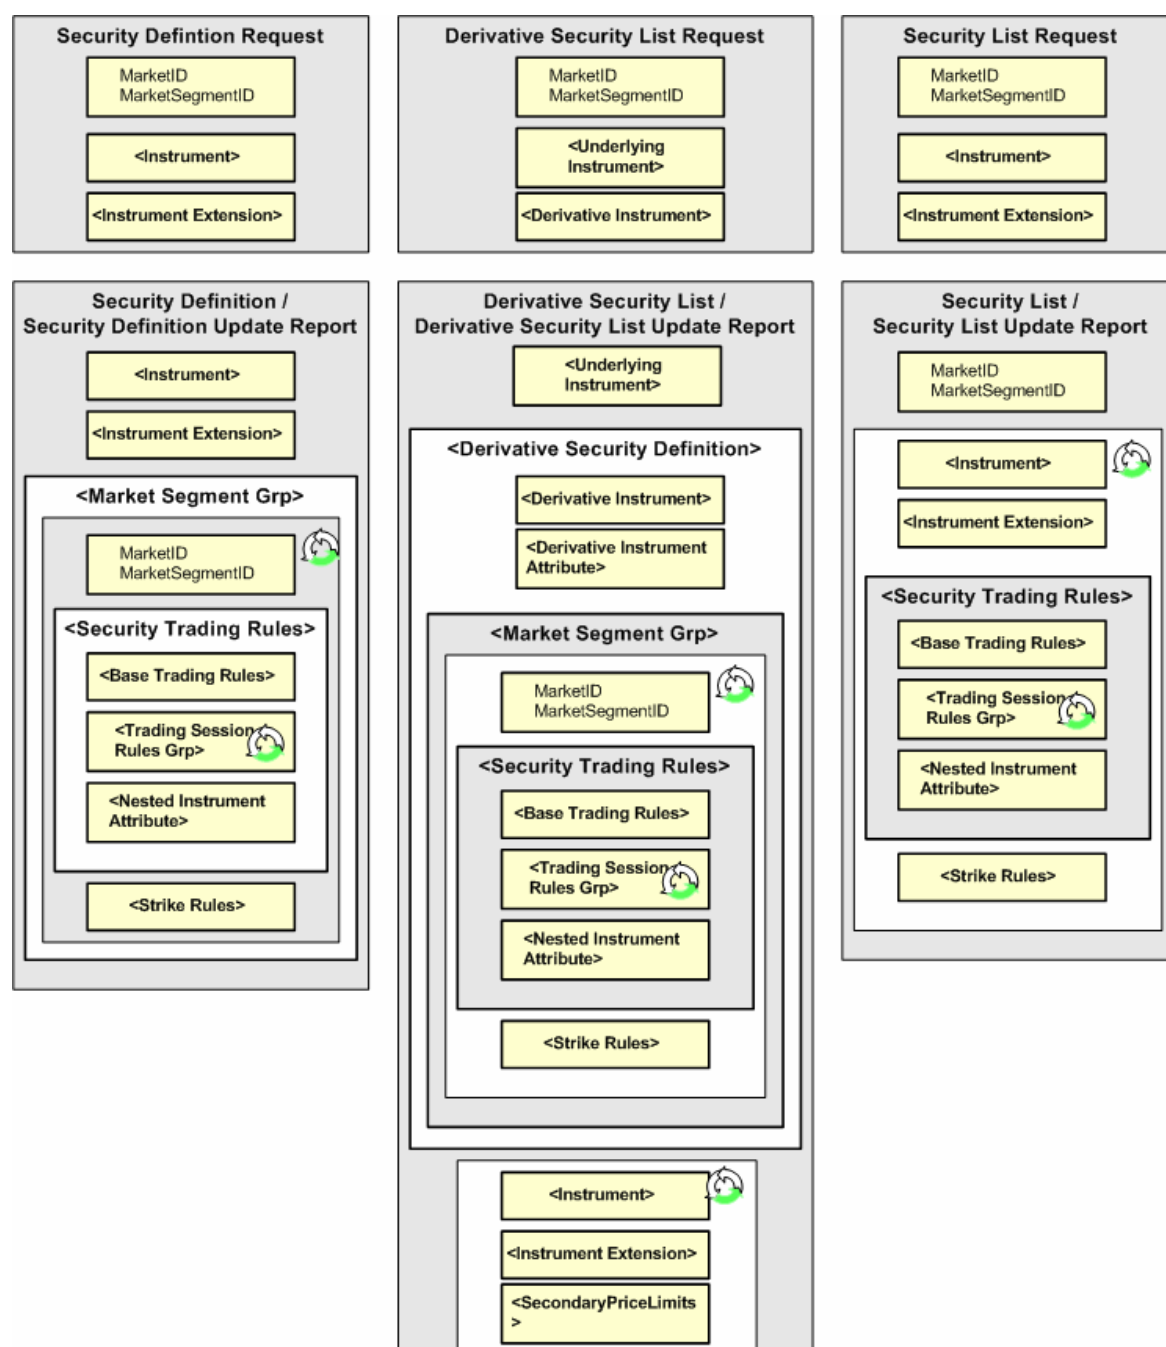 Security Defintion Request
MarketID
MarketSegmentID
<Instrument>
<Instrument Extension>
Derivative Security List Request
MarketID
MarketSegmentID
<Underlying
Instrument>
<Derivative Instrument>
Security List Request
MarketID
MarketSegmentID
<Instrument>
<Instrument Extension>
Security Definition /
Security Definition Update Report
<Instrument>
<Instrument Extension>
<Market Segment Grp>
MarketID
MarketSegmentID
<Security Trading Rules>
<Base Trading Rules>
<Trading Session
Rules Grp>
<Nested Instrument
Attribute>
<Strike Rules>
Derivative Security List /
Derivative Security List Update Report
<Underlying
Instrument>
<Derivative Security Definition>
<Derivative Instrument>
<Derivative Instrument
Attribute>
<Market Segment Grp>
MarketID
MarketSegmentID
<Security Trading Rules>
<Base Trading Rules>
<Trading Session
Rules Grp>
<Nested Instrument
Attribute>
<Strike Rules>
<Instrument>
<Instrument Extension>
<SecondaryPriceLimits
>
Security List /
Security List Update Report
MarketID
MarketSegmentID
<Instrument>
<Instrument Extension>
<Security Trading Rules>
<Base Trading Rules>
<Trading Session
Rules Grp>
<Nested Instrument
Attribute>
<Strike Rules>